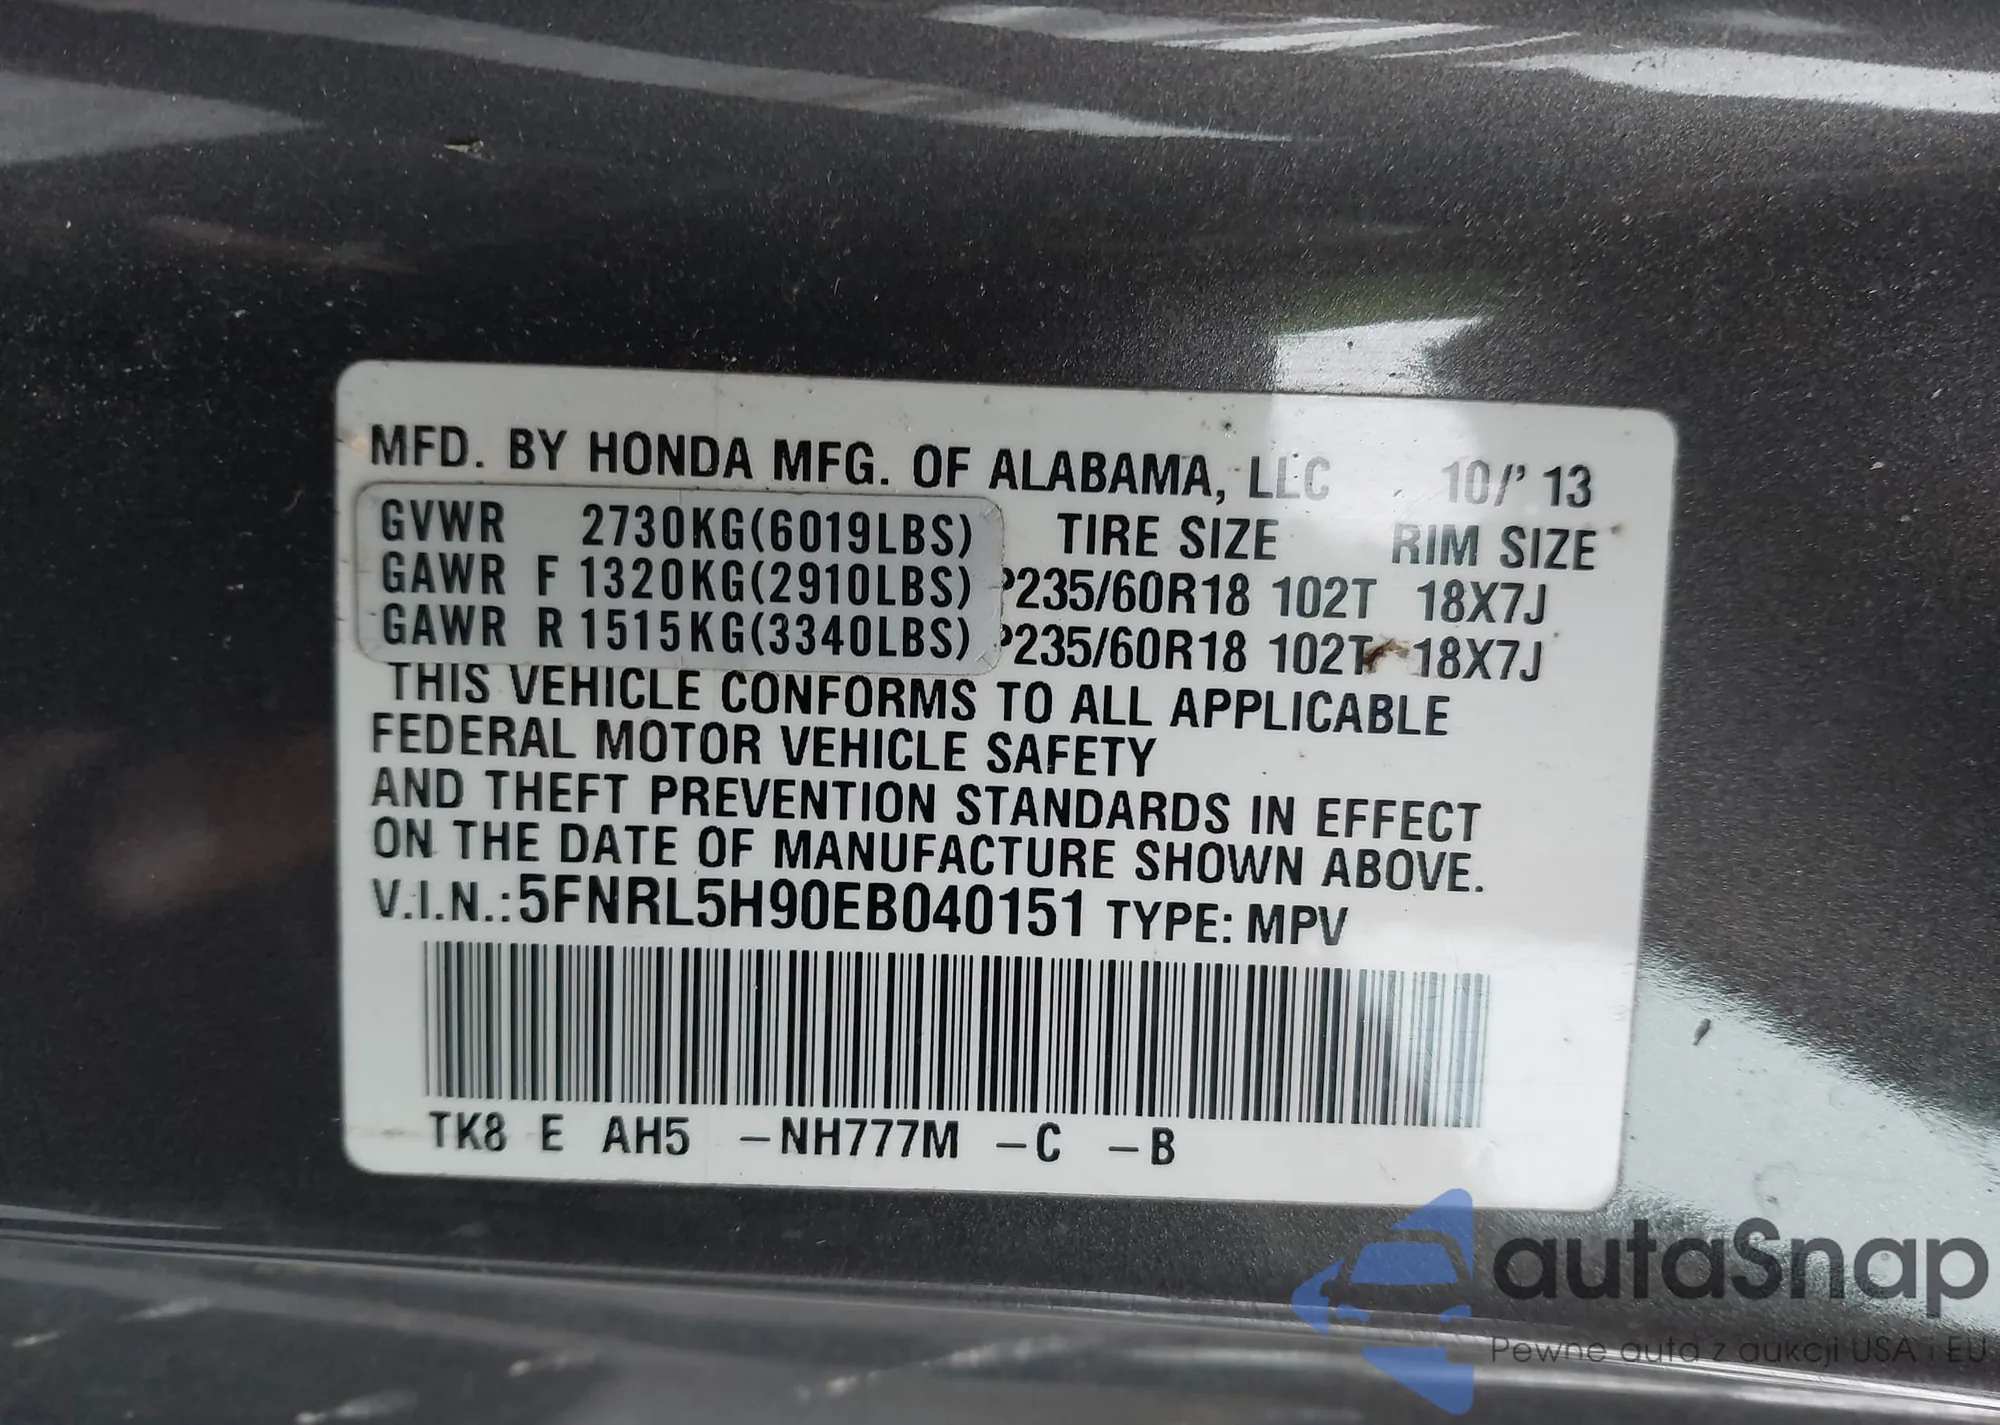 MFD. BY HONDA MFG. OF ALABAMA, LLC 10/' 13
GVWR 2730KG(6019LBS) TIRE SIZE RIM SIZE
GAWR F 1320KG(2910LBS) P235/60R18 102T 18X7J
GAWR R 1515KG(3340LBS) P235/60R18 102T 18X7J
THIS VEHICLE CONFORMS TO ALL APPLICABLE
FEDERAL MOTOR VEHICLE SAFETY
AND THEFT PREVENTION STANDARDS IN EFFECT
ON THE DATE OF MANUFACTURE SHOWN ABOVE.
V.I.N.:5FNRL5H90EB040151 TYPE: MPV
TK8 E AH5 -NH777M -C -B
autaSnap
Pewne auta z aukcji USA i EU